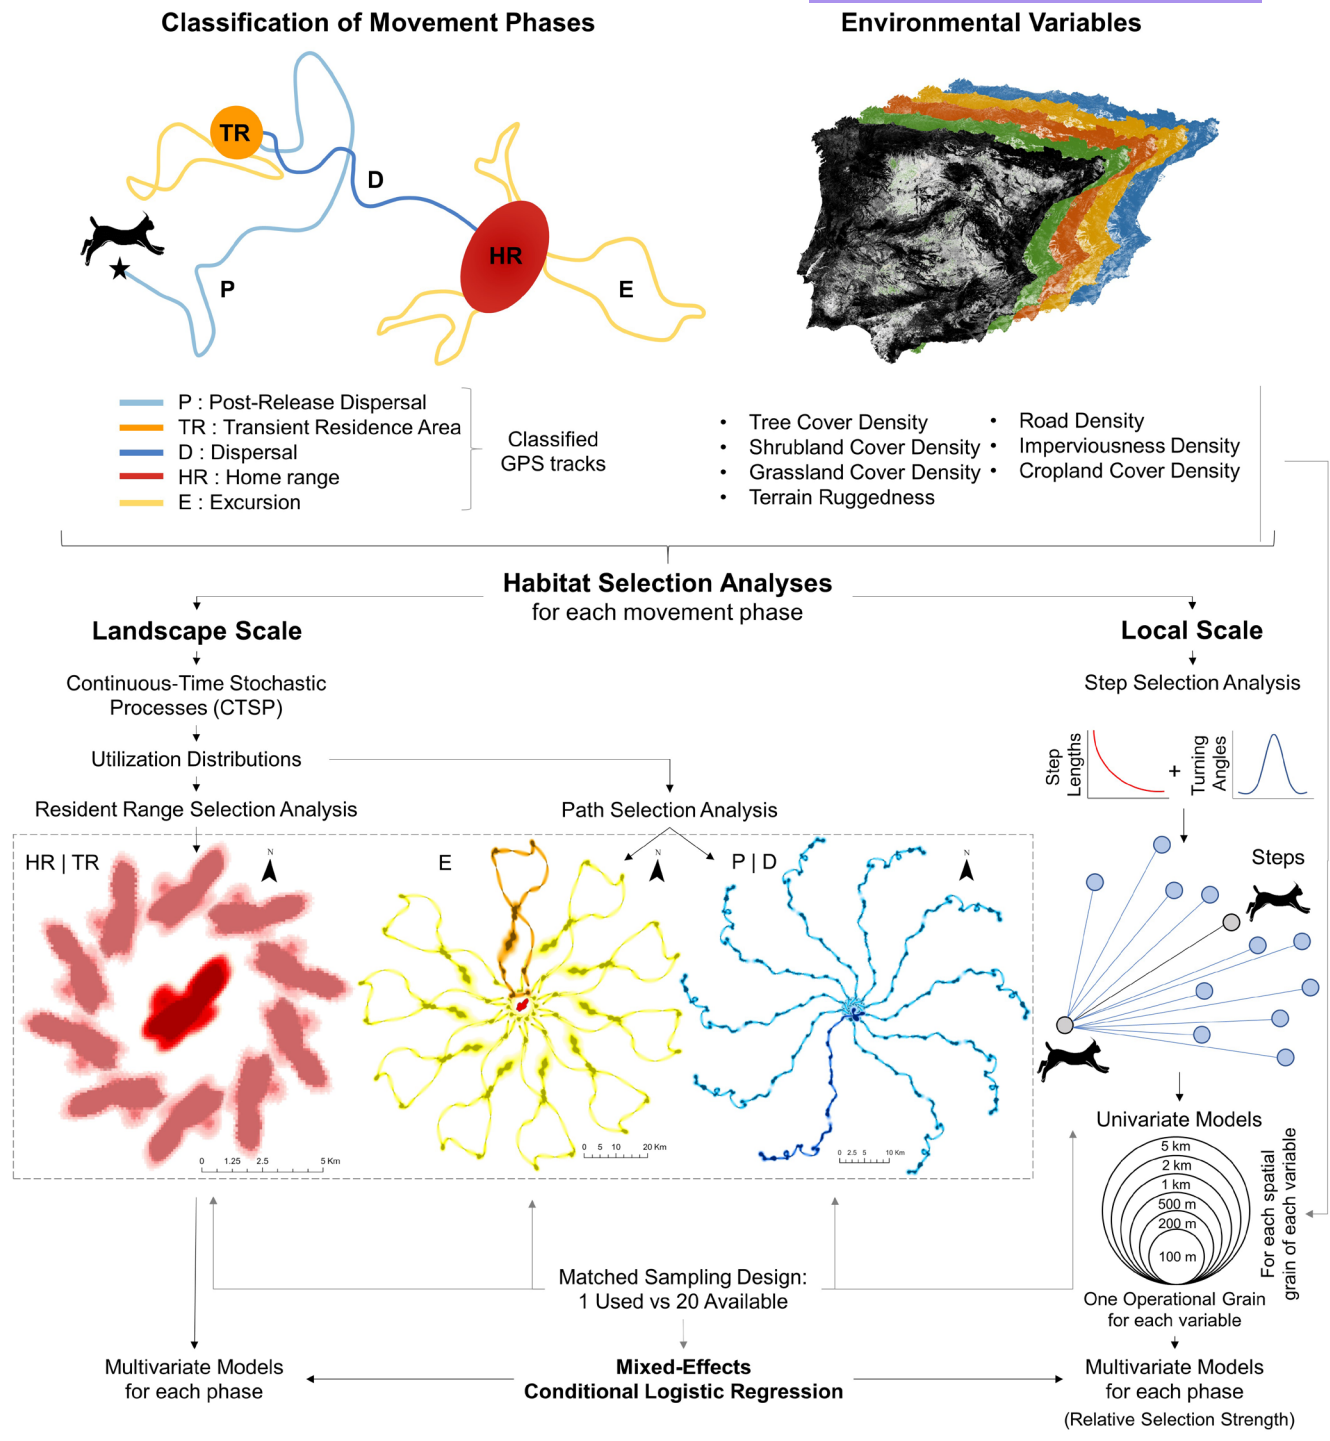 Classification of Movement Phases
Environmental Variables
TR
D
HR
P
E
P : Post-Release Dispersal
TR : Transient Residence Area
D : Dispersal
HR : Home range
E : Excursion
Classified
GPS tracks
• Tree Cover Density
• Shrubland Cover Density
• Grassland Cover Density
• Terrain Ruggedness
• Road Density
• Imperviousness Density
• Cropland Cover Density
Habitat Selection Analyses
for each movement phase
Landscape Scale
Continuous-Time Stochastic
Processes (CTSP)
Utilization Distributions
Resident Range Selection Analysis
Path Selection Analysis
Local Scale
Step Selection Analysis
Step
Lengths
+
Turning
Angles
HR | TR
N
E
N
P | D
N
Steps
0 1.25 2.5 5 Km
0 5 10 20 Km
0 2.5 5 10 Km
Univariate Models
5 km
2 km
1 km
500 m
200 m
100 m
For each spatial
grain of each variable
One Operational Grain
for each variable
Matched Sampling Design:
1 Used vs 20 Available
Multivariate Models
for each phase
Mixed-Effects
Conditional Logistic Regression
Multivariate Models
for each phase
(Relative Selection Strength)